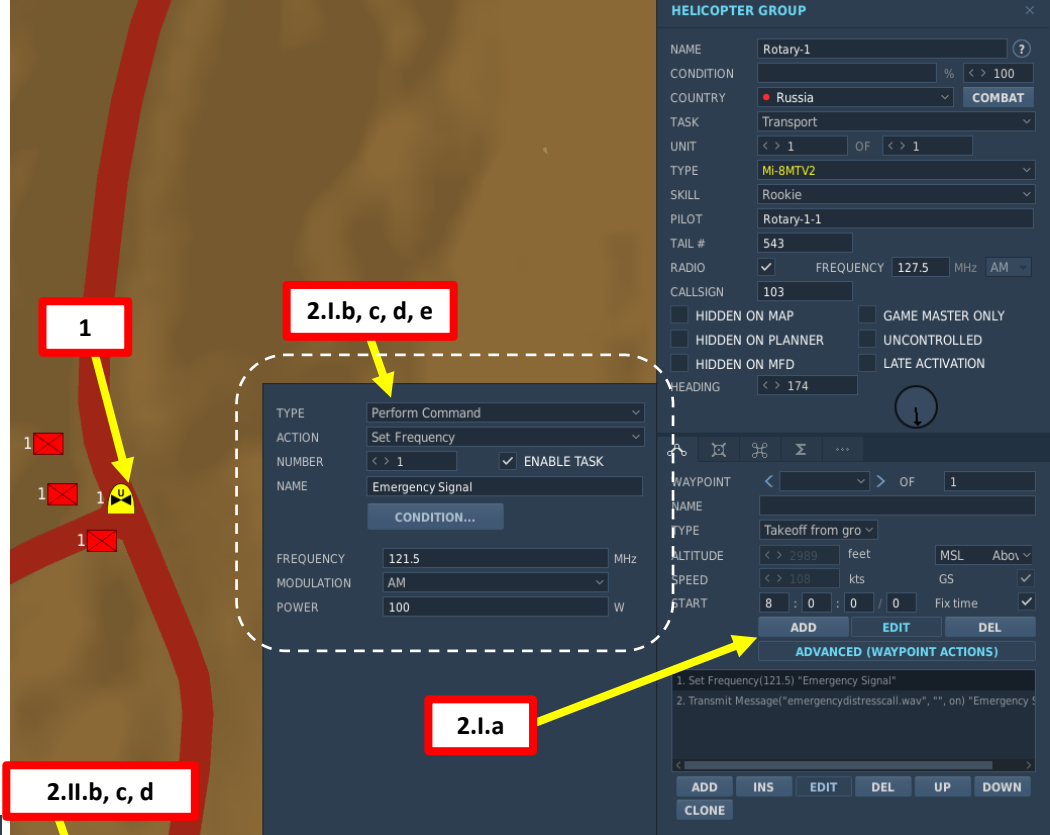 HELICOPTER GROUP
NAME Rotary-1 ?
CONDITION % < > 100
COUNTRY Russia COMBAT
TASK Transport
UNIT < > 1 OF < > 1
TYPE Mi-8MTV2
SKILL Rookie
PILOT Rotary-1-1
TAIL # 543
RADIO FREQUENCY 127.5 MHz AM
CALLSIGN 103
HIDDEN ON MAP GAME MASTER ONLY
HIDDEN ON PLANNER UNCONTROLLED
HIDDEN ON MFD LATE ACTIVATION
HEADING < > 174
WAYPOINT < > OF 1
NAME
TYPE Takeoff from gro
ALTITUDE < > 2989 feet MSL Abov
SPEED < > 108 kts GS
START 8 : 0 : 0 / 0 Fix time
ADD EDIT DEL
ADVANCED (WAYPOINT ACTIONS)
1. Set Frequency(121.5) "Emergency Signal"
2. Transmit Message("emergencydistresscall.wav", "", on) "Emergency S
ADD INS EDIT DEL UP DOWN
CLONE
1
2.I.b, c, d, e
TYPE Perform Command
ACTION Set Frequency
NUMBER < > 1 ENABLE TASK
NAME Emergency Signal
CONDITION...
FREQUENCY 121.5 MHz
MODULATION AM
POWER 100 W
1
1
1 U
1
2.I.a
2.II.b, c, d